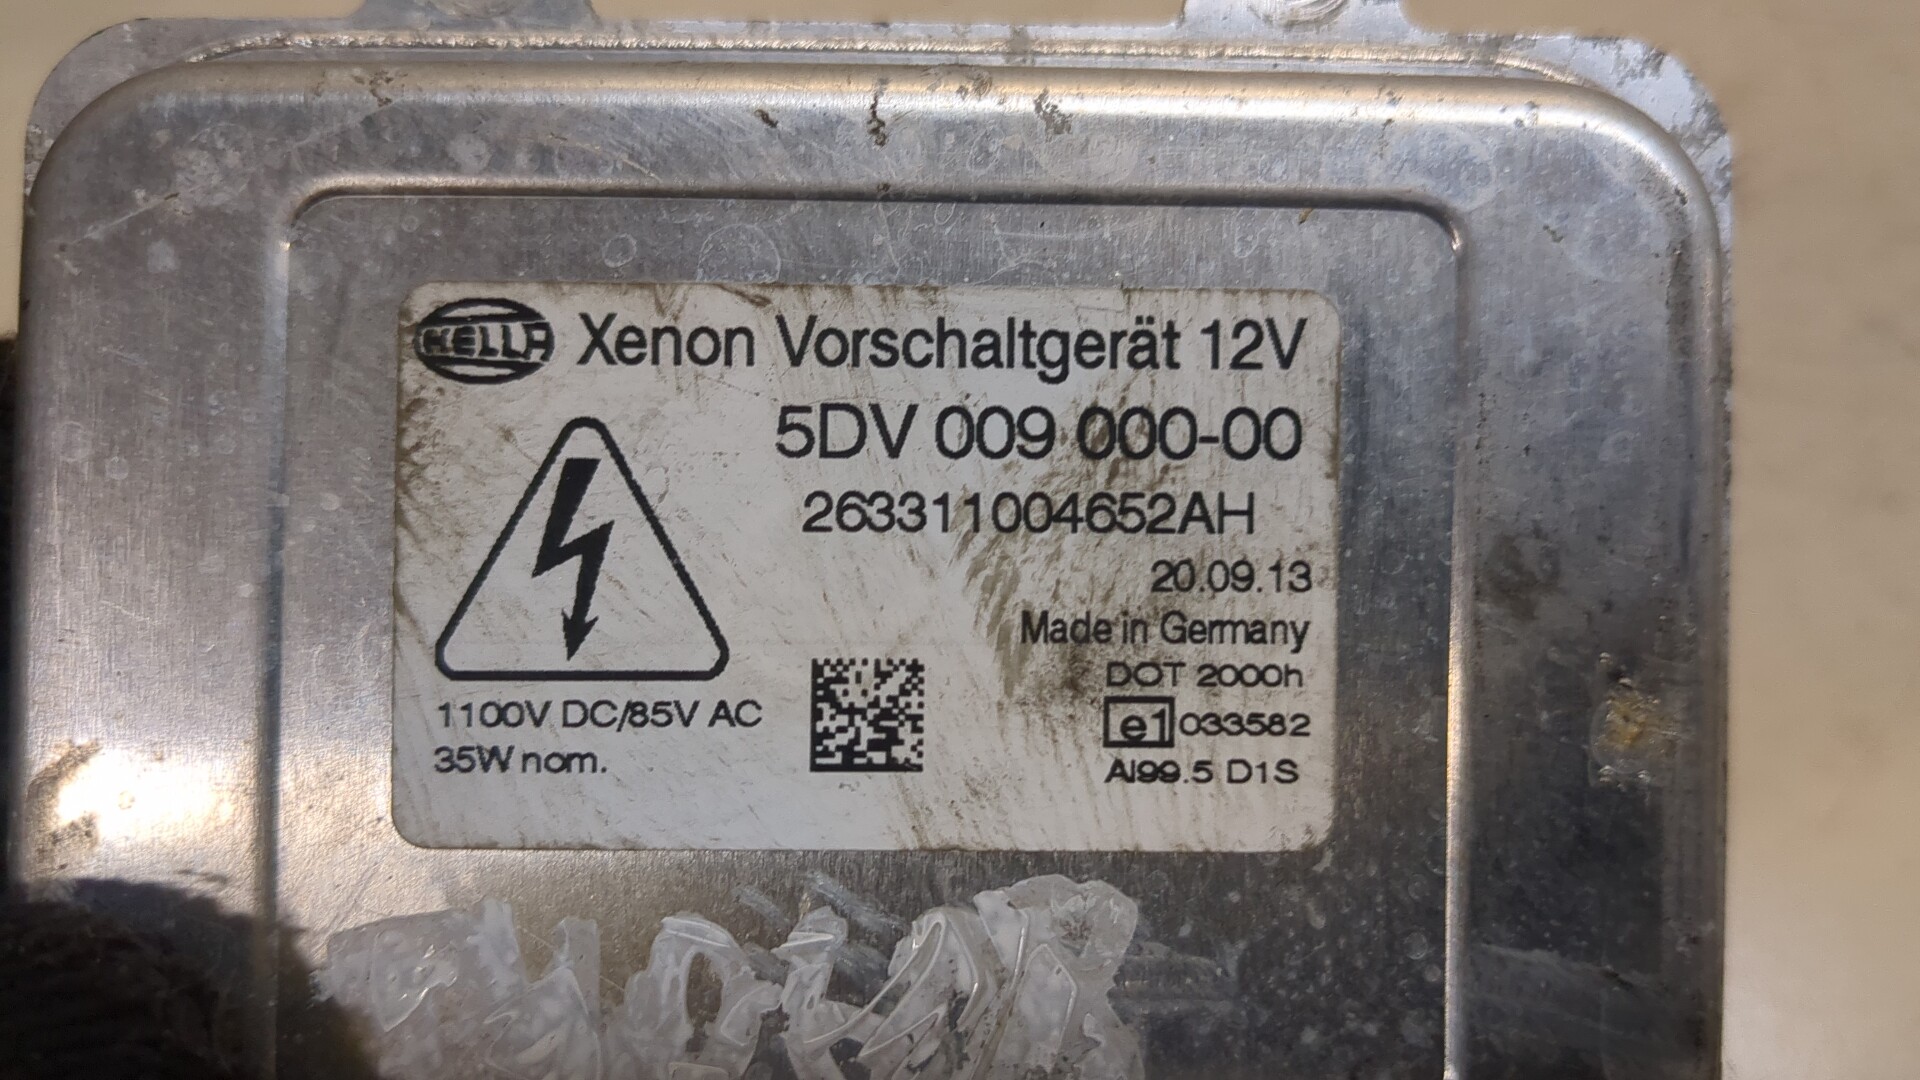 HELLA Xenon Vorschaltgerät 12V
5DV 009 000-00
263311004652AH
20.09.13
Made in Germany
DOT 2000h
1100V DC/85V AC
35W nom.
e1 033582
AI99.5 D1S